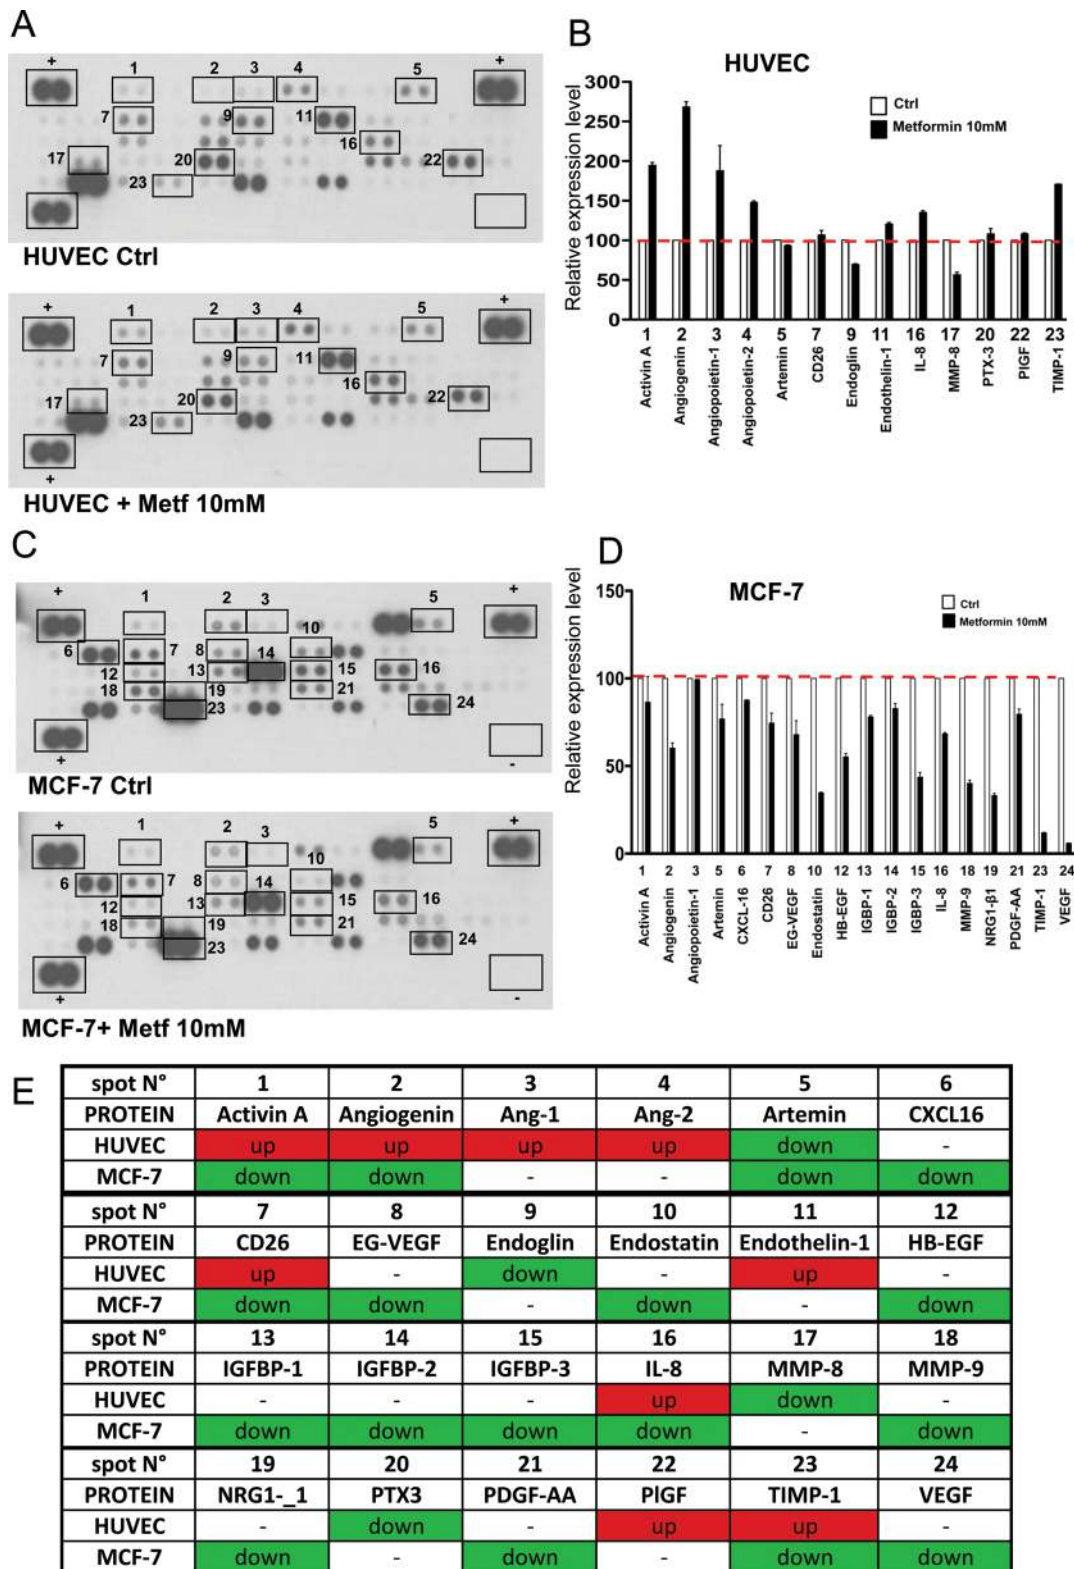 A
+ 1 2 3 4 5 +
7 9 11
16
17 20 22
23
HUVEC Ctrl
+ 1 2 3 4 5 +
7 9 11
16
17 20 22
23
+
HUVEC + Metf 10mM
B
HUVEC
Ctrl
Metformin 10mM
Relative expression level
300
250
200
150
100
50
0
1 2 3 4 5 7 9 11 16 17 20 22 23
Activin A
Angiogenin
Angiopoietin-1
Angiopoietin-2
Artemin
CD26
Endoglin
Endothelin-1
IL-8
MMP-8
PTX-3
PlGF
TIMP-1
C
+ 1 2 3 5 +
10
6 7 8 14
12 13 15 16
18 19 21
23 24
+ -
MCF-7 Ctrl
+ 1 2 3 5 +
10
6 7 8 14
12 13 15 16
18 19 21
23 24
+ -
MCF-7+ Metf 10mM
D
MCF-7
Ctrl
Metformin 10mM
Relative expression level
150
100
50
0
1 2 3 5 6 7 8 10 12 13 14 15 16 18 19 21 23 24
Activin A
Angiogenin
Angiopoietin-1
Artemin
CXCL-16
CD26
EG-VEGF
Endostatin
HB-EGF
IGBP-1
IGBP-2
IGBP-3
IL-8
MMP-9
NRG1-β1
PDGF-AA
TIMP-1
VEGF
E
spot N° 1 2 3 4 5 6
PROTEIN Activin A Angiogenin Ang-1 Ang-2 Artemin CXCL16
HUVEC up up up up down -
MCF-7 down down - - down down
spot N° 7 8 9 10 11 12
PROTEIN CD26 EG-VEGF Endoglin Endostatin Endothelin-1 HB-EGF
HUVEC up - down - up -
MCF-7 down down - down - down
spot N° 13 14 15 16 17 18
PROTEIN IGFBP-1 IGFBP-2 IGFBP-3 IL-8 MMP-8 MMP-9
HUVEC - - - up down -
MCF-7 down down down down - down
spot N° 19 20 21 22 23 24
PROTEIN NRG1-_1 PTX3 PDGF-AA PlGF TIMP-1 VEGF
HUVEC - down - up up -
MCF-7 down - down - down down